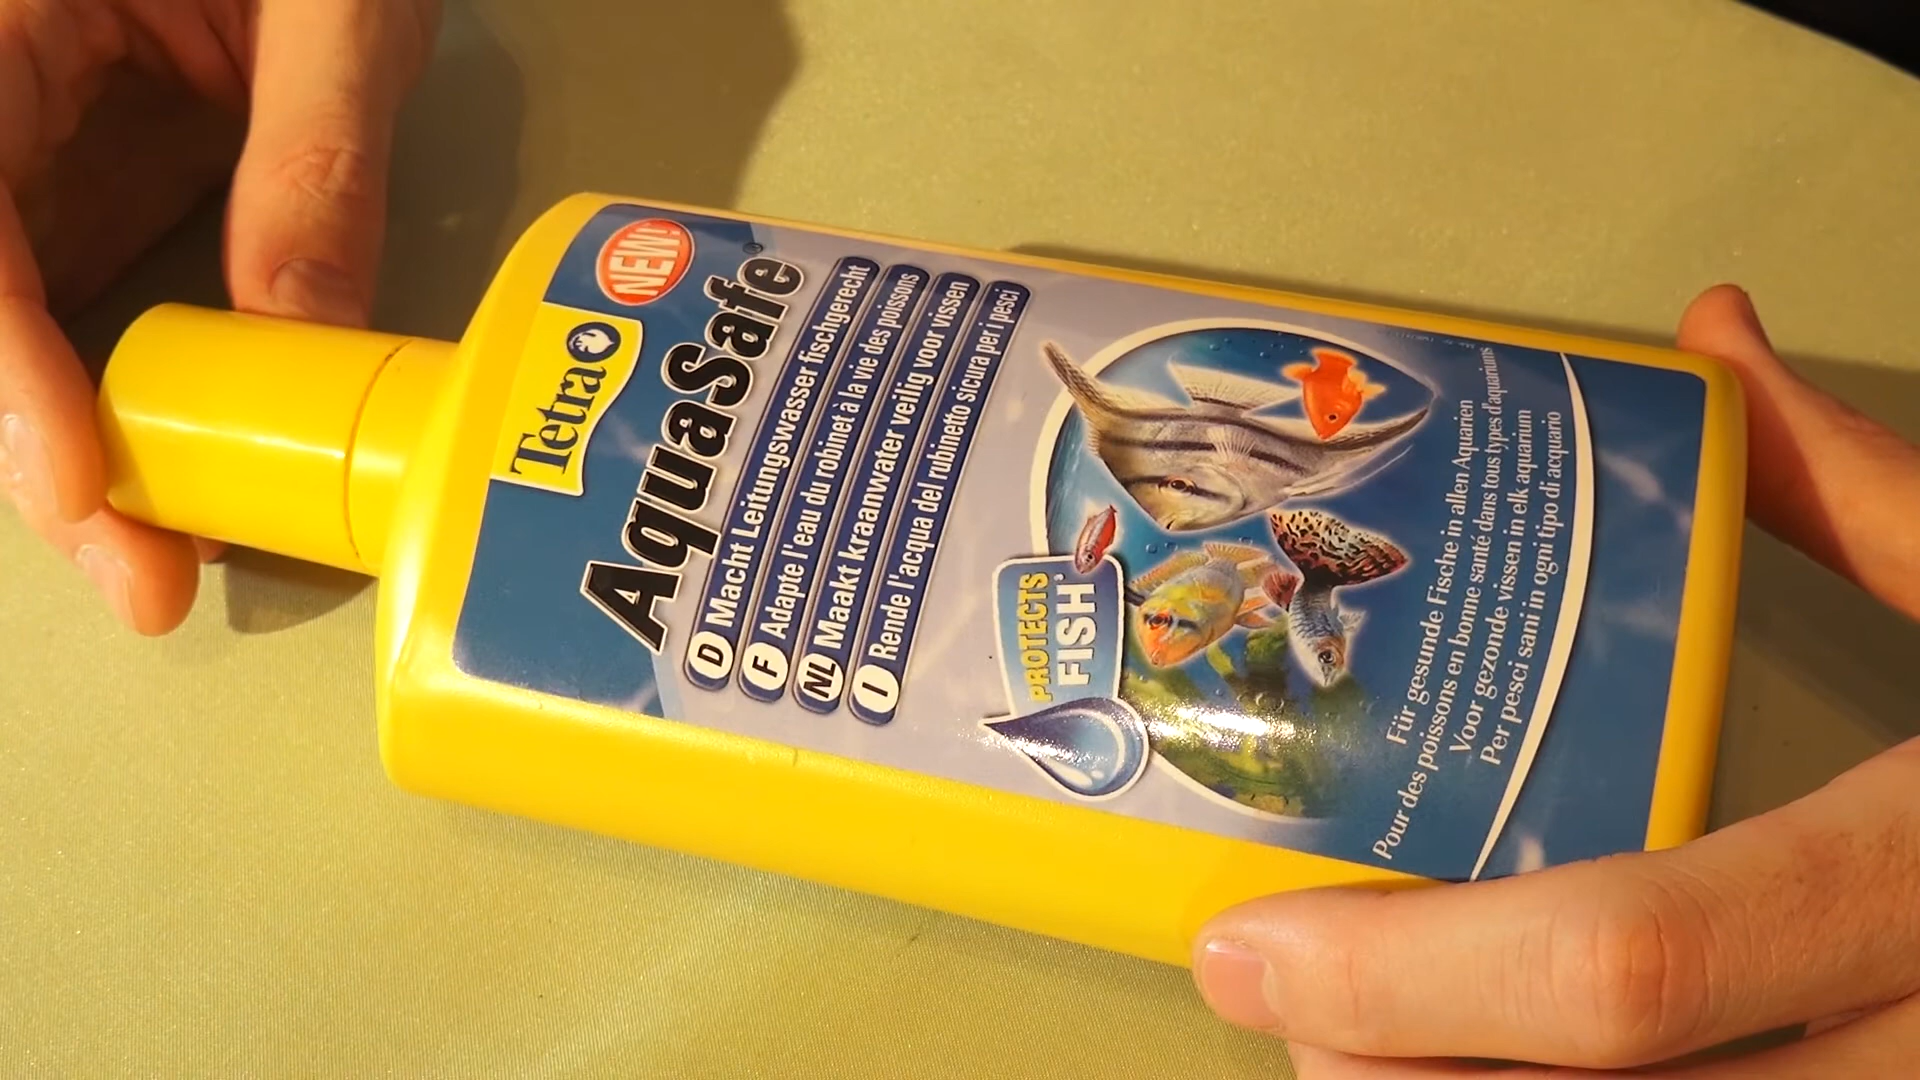 NEW!
Tetra
AquaSafe®
D Macht Leitungswasser fischgerecht
F Adapte l'eau du robinet à la vie des poissons
NL Maakt kraanwater veilig voor vissen
I Rende l'acqua del rubinetto sicura per i pesci
PROTECTS
FISH
Für gesunde Fische in allen Aquarien
Pour des poissons en bonne santé dans tous types d'aquariums
Voor gezonde vissen in elk aquarium
Per pesci sani in ogni tipo di acquario